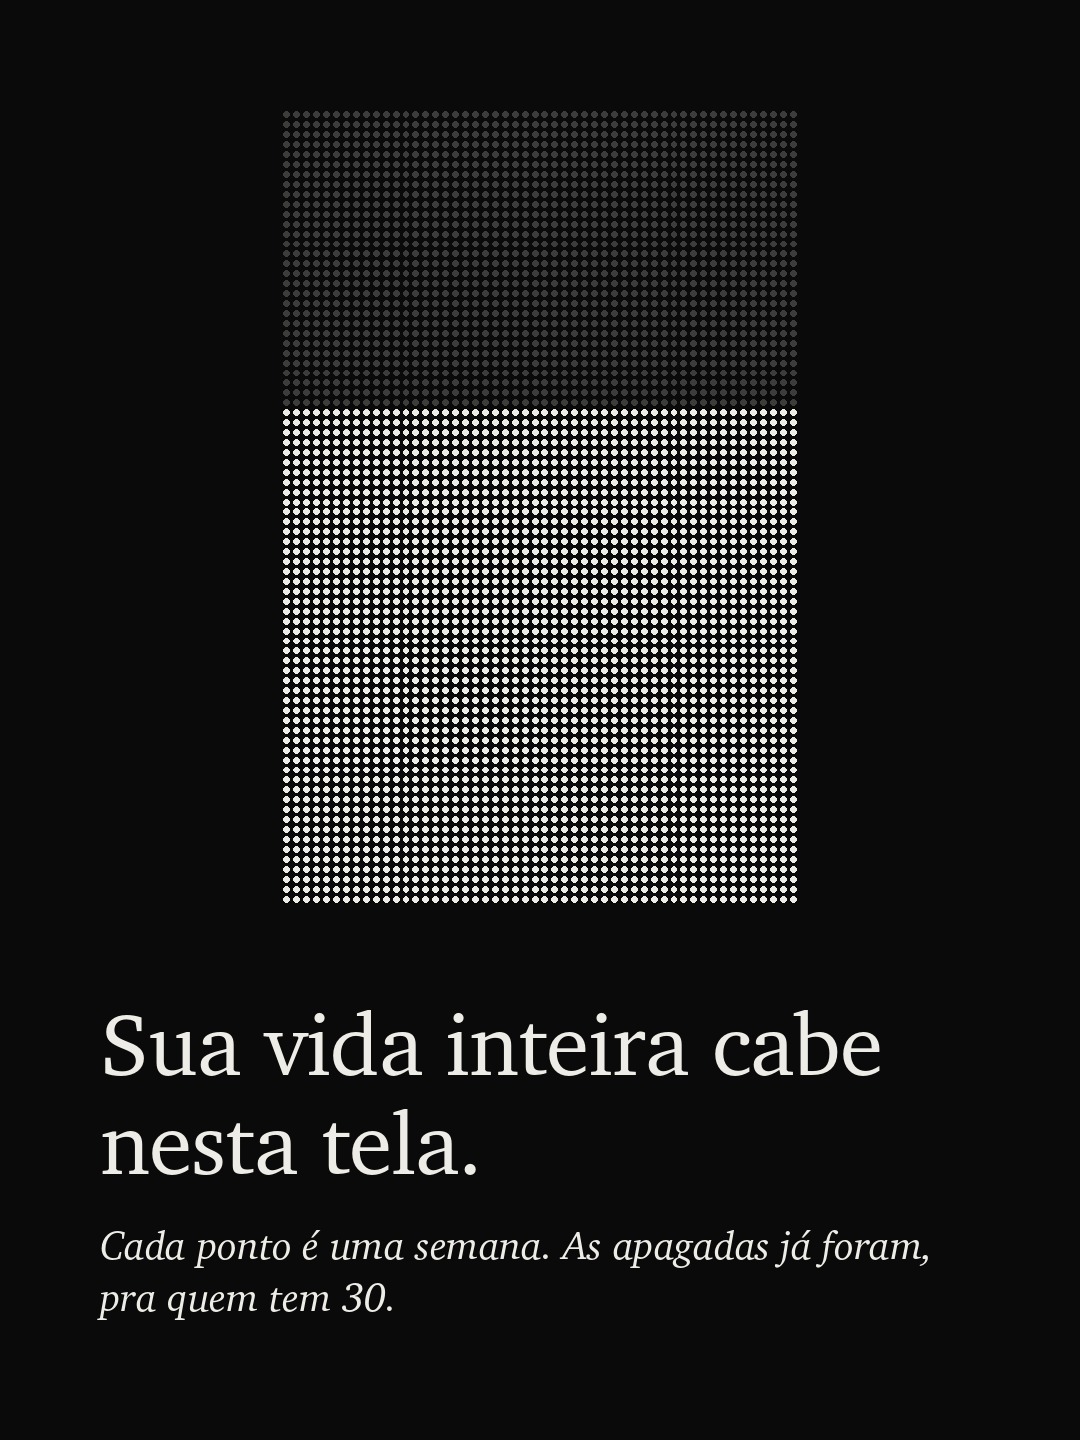 Sua vida inteira cabe
nesta tela.
Cada ponto é uma semana. As apagadas já foram,
pra quem tem 30.